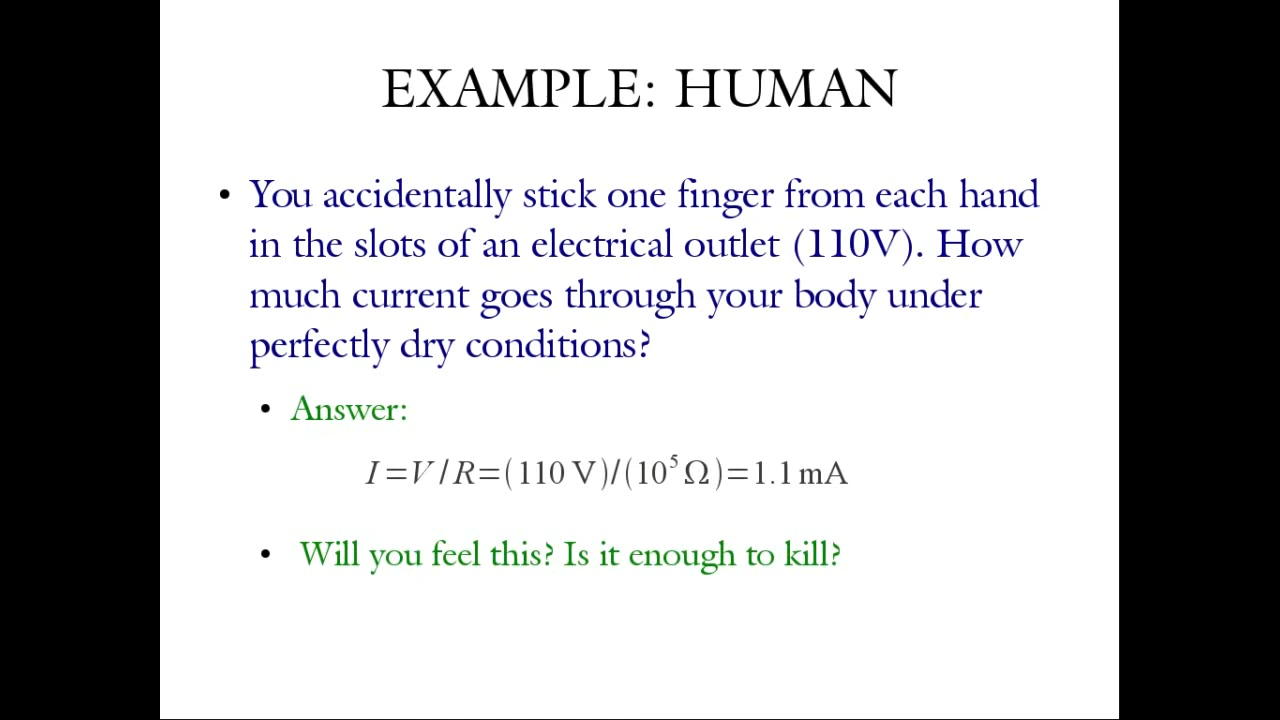 EXAMPLE: HUMAN
• You accidentally stick one finger from each hand
in the slots of an electrical outlet (110V). How
much current goes through your body under
perfectly dry conditions?
• Answer:
I=V/R=(110 V)/(10⁵Ω)=1.1 mA
• Will you feel this? Is it enough to kill?